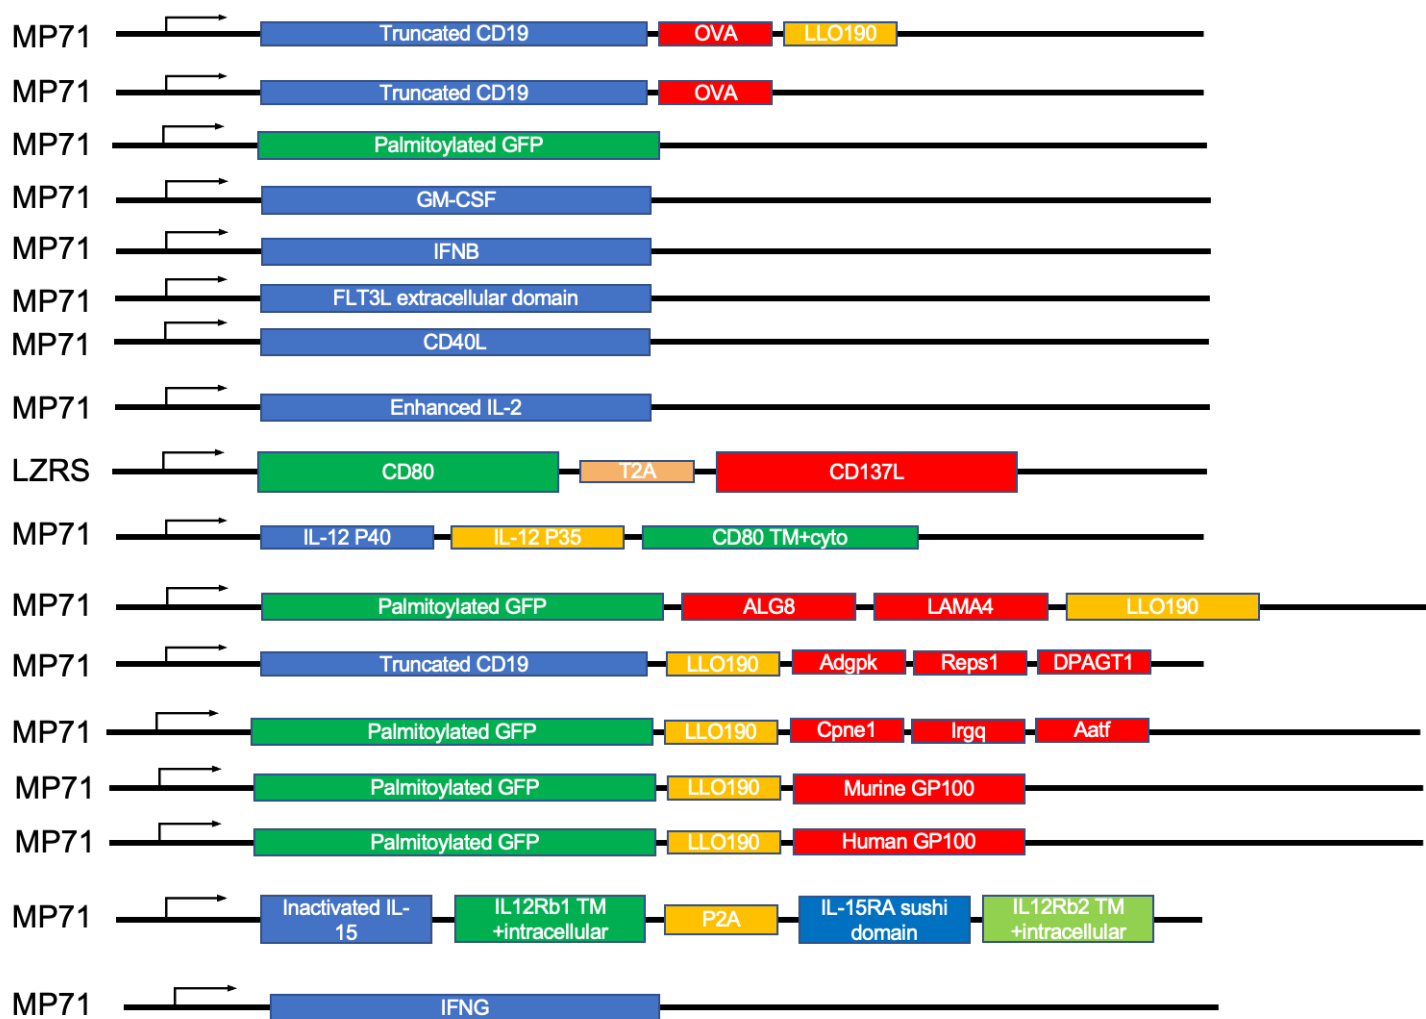 MP71 Truncated CD19 OVA LLO190
MP71 Truncated CD19 OVA
MP71 Palmitoylated GFP
MP71 GM-CSF
MP71 IFNB
MP71 FLT3L extracellular domain
MP71 CD40L
MP71 Enhanced IL-2
LZRS CD80 T2A CD137L
MP71 IL-12 P40 IL-12 P35 CD80 TM+cyto
MP71 Palmitoylated GFP ALG8 LAMA4 LLO190
MP71 Truncated CD19 LLO190 Adgpk Reps1 DPAGT1
MP71 Palmitoylated GFP LLO190 Cpne1 Irgq Aatf
MP71 Palmitoylated GFP LLO190 Murine GP100
MP71 Palmitoylated GFP LLO190 Human GP100
MP71 Inactivated IL-
15 IL12Rb1 TM
+intracellular P2A IL-15RA sushi
domain IL12Rb2 TM
+intracellular
MP71 IFNG